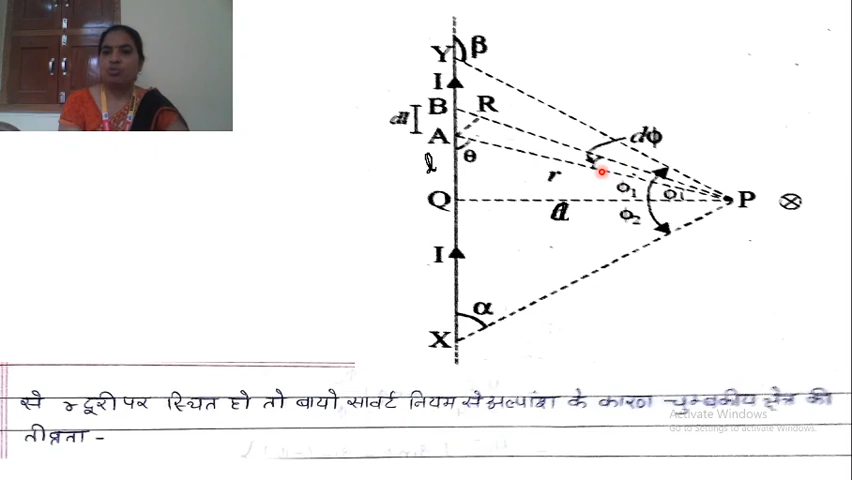 Y β
I
B R
dl
A θ
dϕ
l
r
ϕ₁ ϕ₁
Q d P ⊗
ϕ₂
I
α
X
से r दूरी पर स्थित हो तो बायो सावर्ट नियम से अल्पांश के कारण चुम्बकीय क्षेत्र की
तीव्रता -
Activate Windows
Go to Settings to activate Windows.